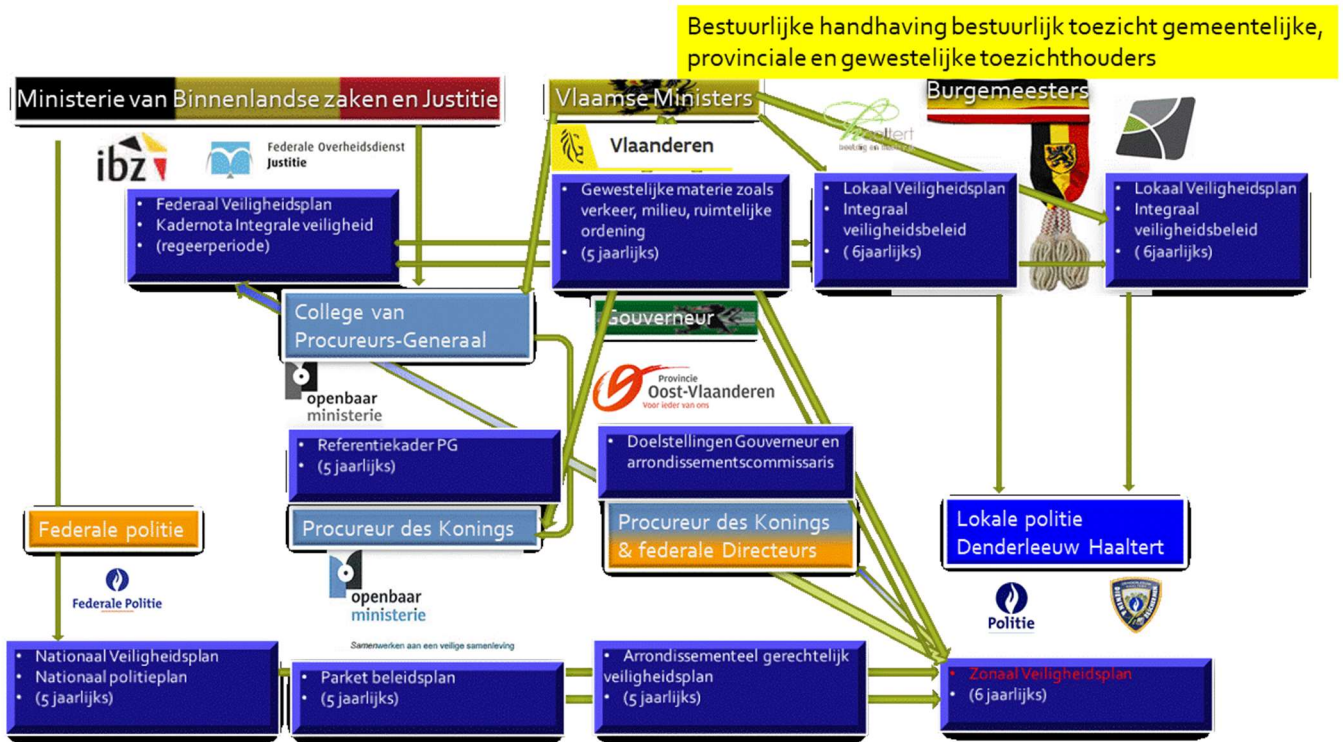 Bestuurlijke handhaving bestuurlijk toezicht gemeentelijke,
provinciale en gewestelijke toezichthouders
Ministerie van Binnenlandse zaken en Justitie
Vlaamse Ministers
Burgemeesters
ibz
Federale Overheidsdienst
Justitie
Vlaanderen
• Federaal Veiligheidsplan
• Kadernota Integrale veiligheid
• (regeerperiode)
• Gewestelijke materie zoals
verkeer, milieu, ruimtelijke
ordening
• (5 jaarlijks)
• Lokaal Veiligheidsplan
• Integraal
veiligheidsbeleid
• ( 6jaarlijks)
• Lokaal Veiligheidsplan
• Integraal
veiligheidsbeleid
• ( 6jaarlijks)
College van
Procureurs-Generaal
Gouverneur
openbaar
ministerie
Provincie
Oost-Vlaanderen
Voor ieder van ons
• Referentiekader PG
• (5 jaarlijks)
• Doelstellingen Gouverneur en
arrondissementscommissaris
Federale politie
Procureur des Konings
Procureur des Konings
& federale Directeurs
Lokale politie
Denderleeuw Haaltert
Federale Politie
openbaar
ministerie
Samenwerken aan een veilige samenleving
Politie
• Nationaal Veiligheidsplan
• Nationaal politieplan
• (5 jaarlijks)
• Parket beleidsplan
• (5 jaarlijks)
• Arrondissementeel gerechtelijk
veiligheidsplan
• (5 jaarlijks)
• Zonaal Veiligheidsplan
• (6 jaarlijks)